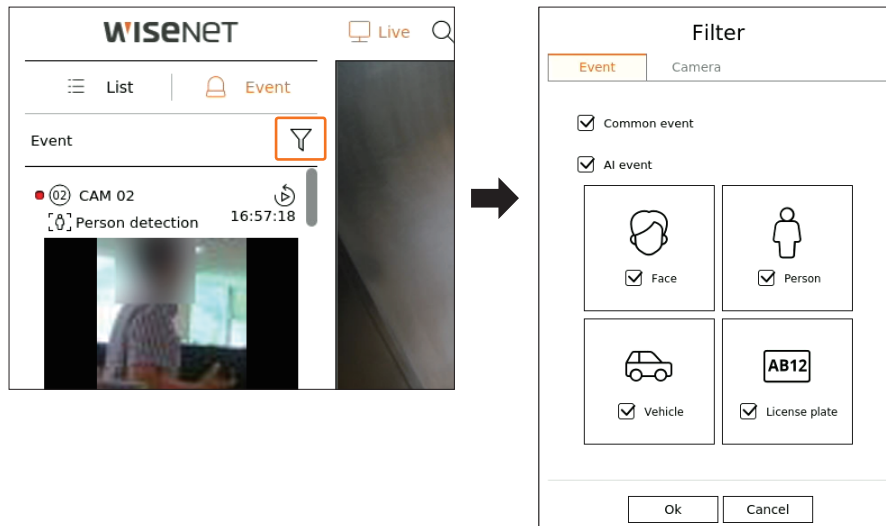 WISENET
Live
List
Event
Event
02 CAM 02
Person detection
16:57:18
Filter
Event
Camera
Common event
AI event
Face
Person
Vehicle
AB12
License plate
Ok
Cancel